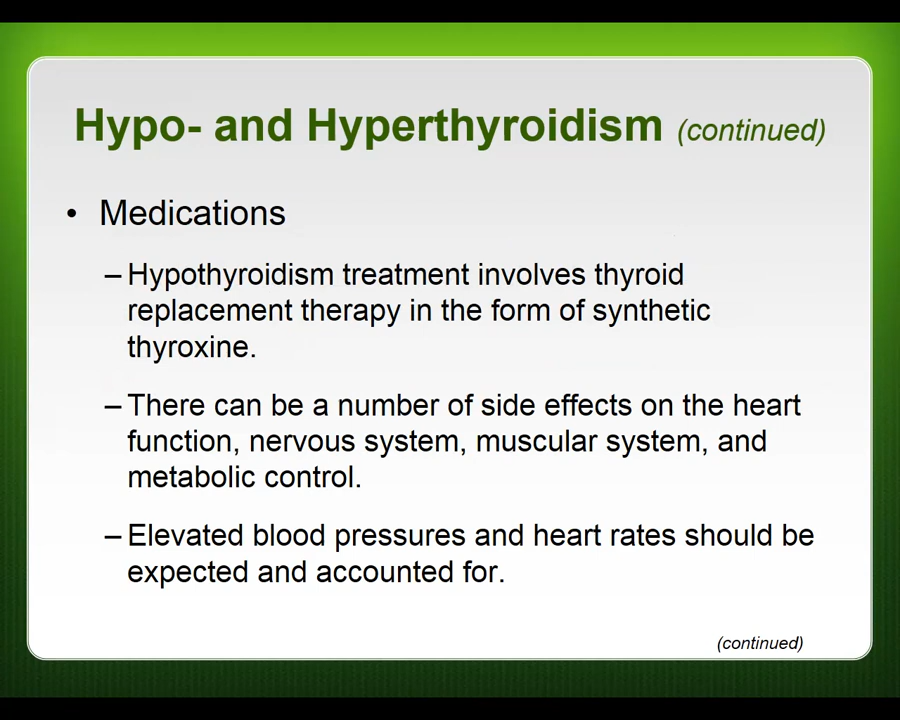 Hypo- and Hyperthyroidism (continued)
• Medications
– Hypothyroidism treatment involves thyroid
replacement therapy in the form of synthetic
thyroxine.
– There can be a number of side effects on the heart
function, nervous system, muscular system, and
metabolic control.
– Elevated blood pressures and heart rates should be
expected and accounted for.
(continued)